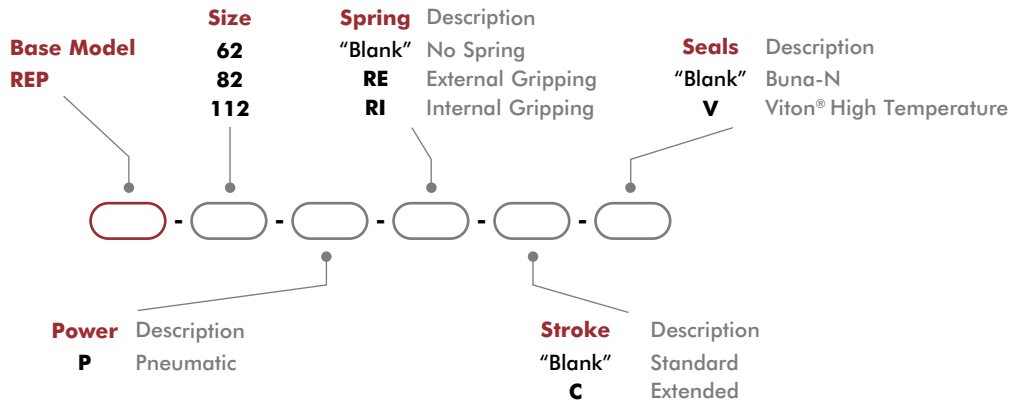 Size
Spring Description
Base Model
62
“Blank” No Spring
Seals Description
REP
82
RE External Gripping
“Blank” Buna-N
112
RI Internal Gripping
V Viton® High Temperature
- - - - -
Power Description
Stroke Description
P Pneumatic
“Blank” Standard
C Extended